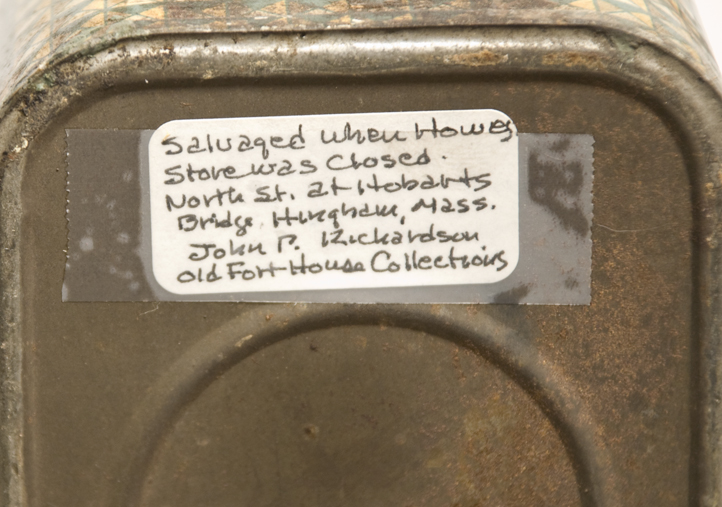 Salvaged when Howes
Store was Closed.
North St. at Hobarts
Bridge, Hingham, Mass.
John P. Richardson
Old Fort House Collections